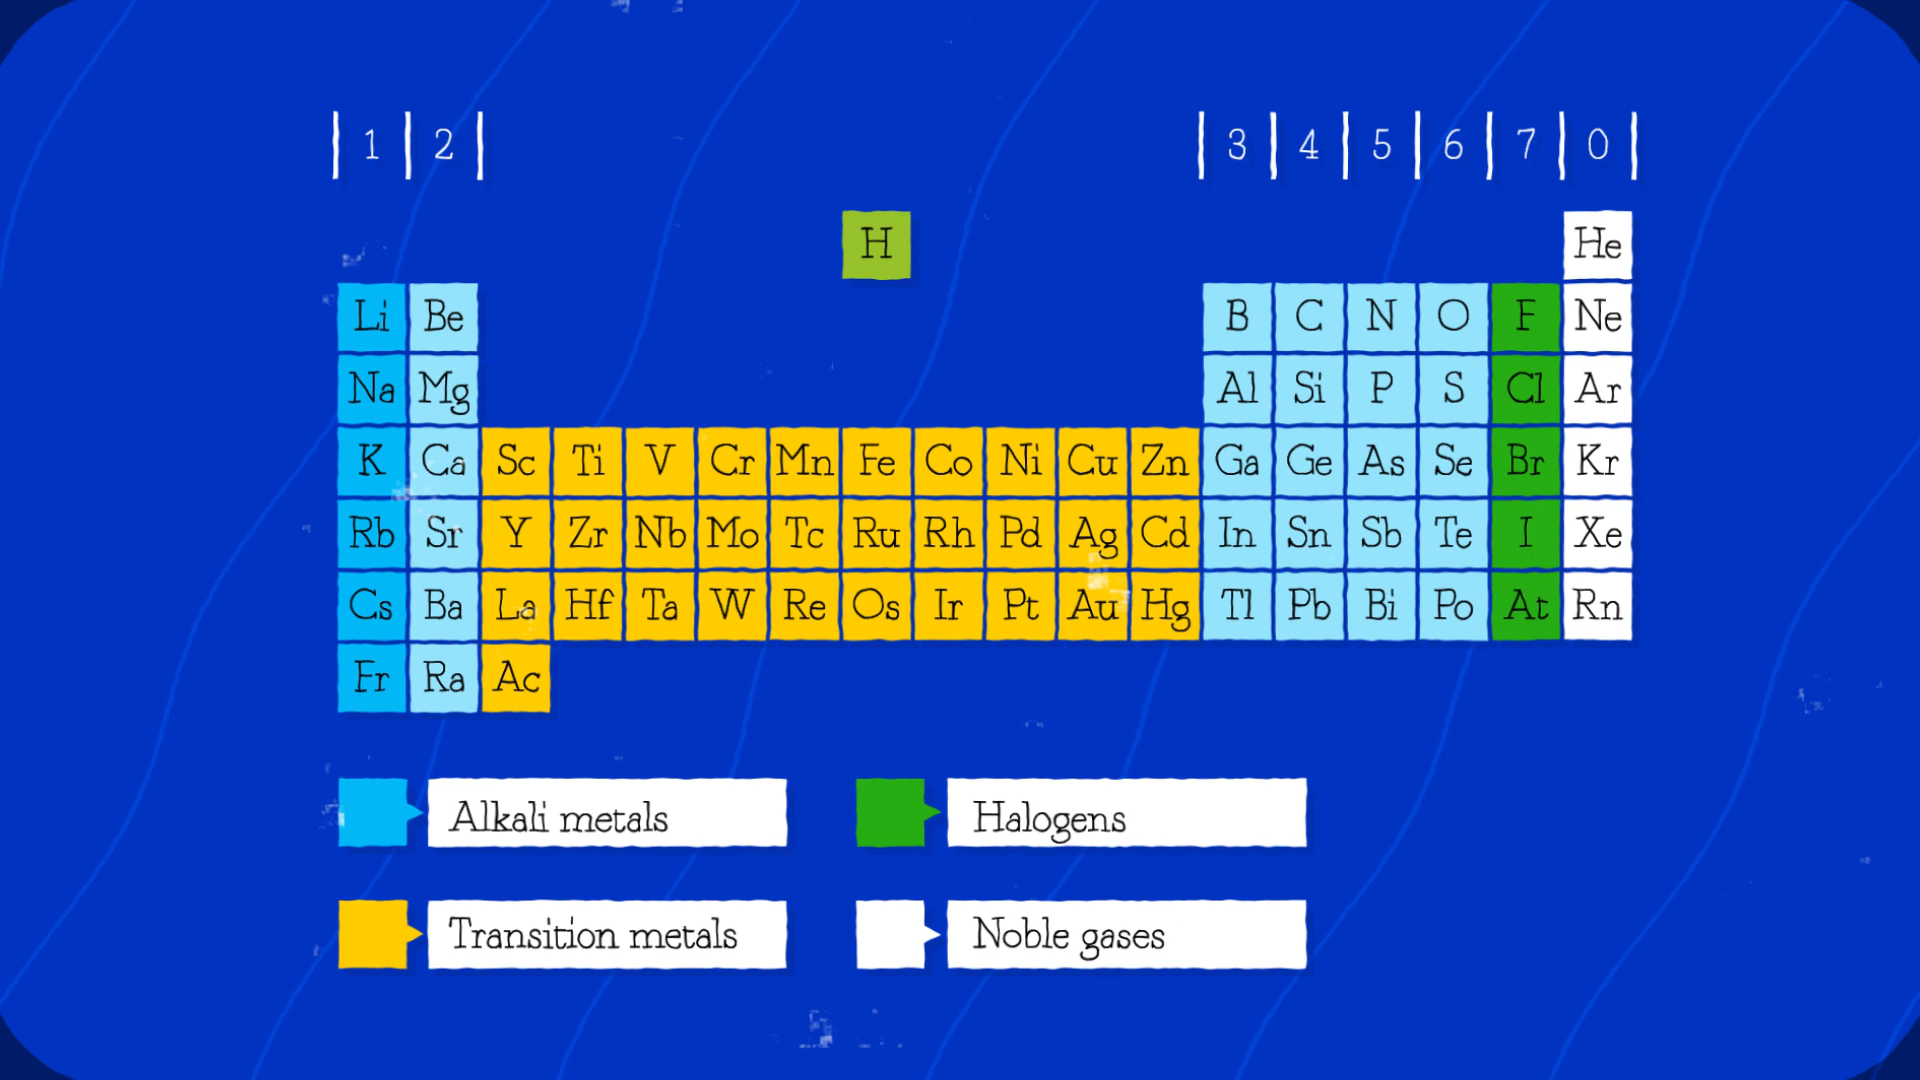 1 2 3 4 5 6 7 0
H He
Li Be B C N O F Ne
Na Mg Al Si P S Cl Ar
K Ca Sc Ti V Cr Mn Fe Co Ni Cu Zn Ga Ge As Se Br Kr
Rb Sr Y Zr Nb Mo Tc Ru Rh Pd Ag Cd In Sn Sb Te I Xe
Cs Ba La Hf Ta W Re Os Ir Pt Au Hg Tl Pb Bi Po At Rn
Fr Ra Ac
Alkali metals Halogens
Transition metals Noble gases